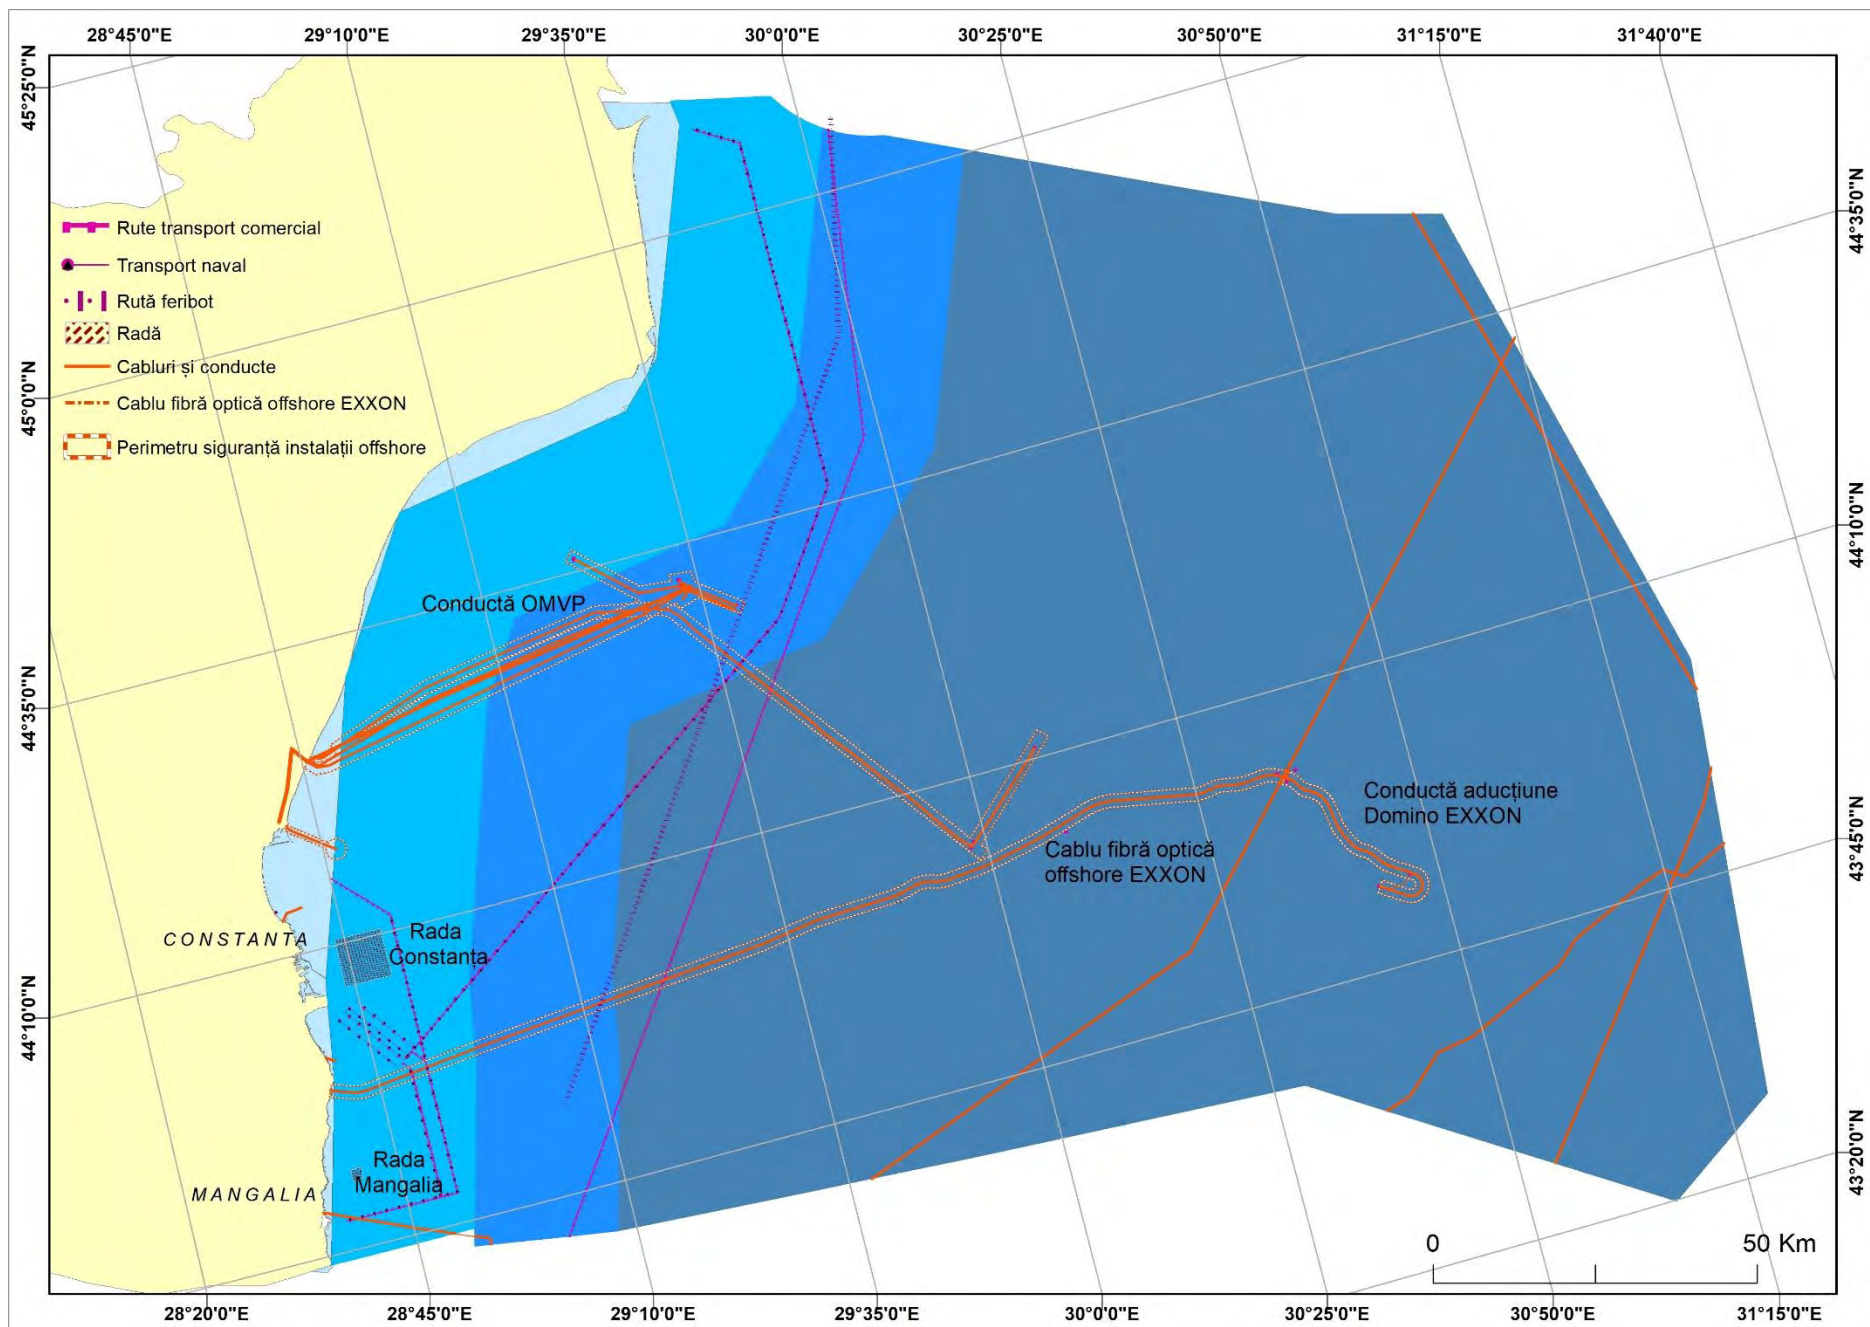 28°45'0"E
29°10'0"E
29°35'0"E
30°0'0"E
30°25'0"E
30°50'0"E
31°15'0"E
31°40'0"E
45°25'0"N
45°0'0"N
44°35'0"N
44°10'0"N
44°35'0"N
44°10'0"N
43°45'0"N
43°20'0"N
Rute transport comercial
Transport naval
Rută feribot
Radă
Cabluri și conducte
Cablu fibră optică offshore EXXON
Perimetru siguranță instalații offshore
Conductă OMVP
Conductă aducțiune
Domino EXXON
Cablu fibră optică
offshore EXXON
CONSTANTA
Rada
Constanța
Rada
Mangalia
MANGALIA
0
50 Km
28°20'0"E
28°45'0"E
29°10'0"E
29°35'0"E
30°0'0"E
30°25'0"E
30°50'0"E
31°15'0"E